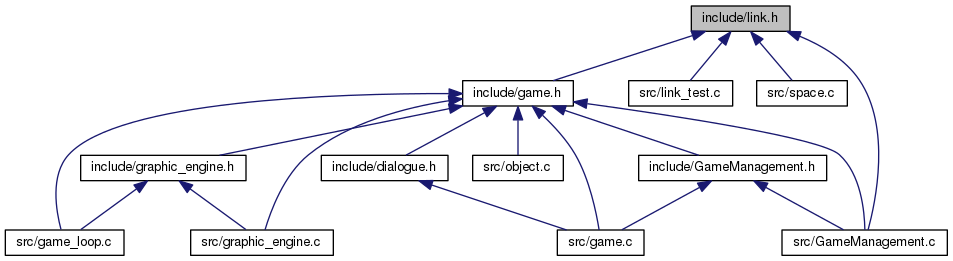 include/link.h
include/game.h
src/link_test.c
src/space.c
include/graphic_engine.h
include/dialogue.h
src/object.c
include/GameManagement.h
src/game_loop.c
src/graphic_engine.c
src/game.c
src/GameManagement.c